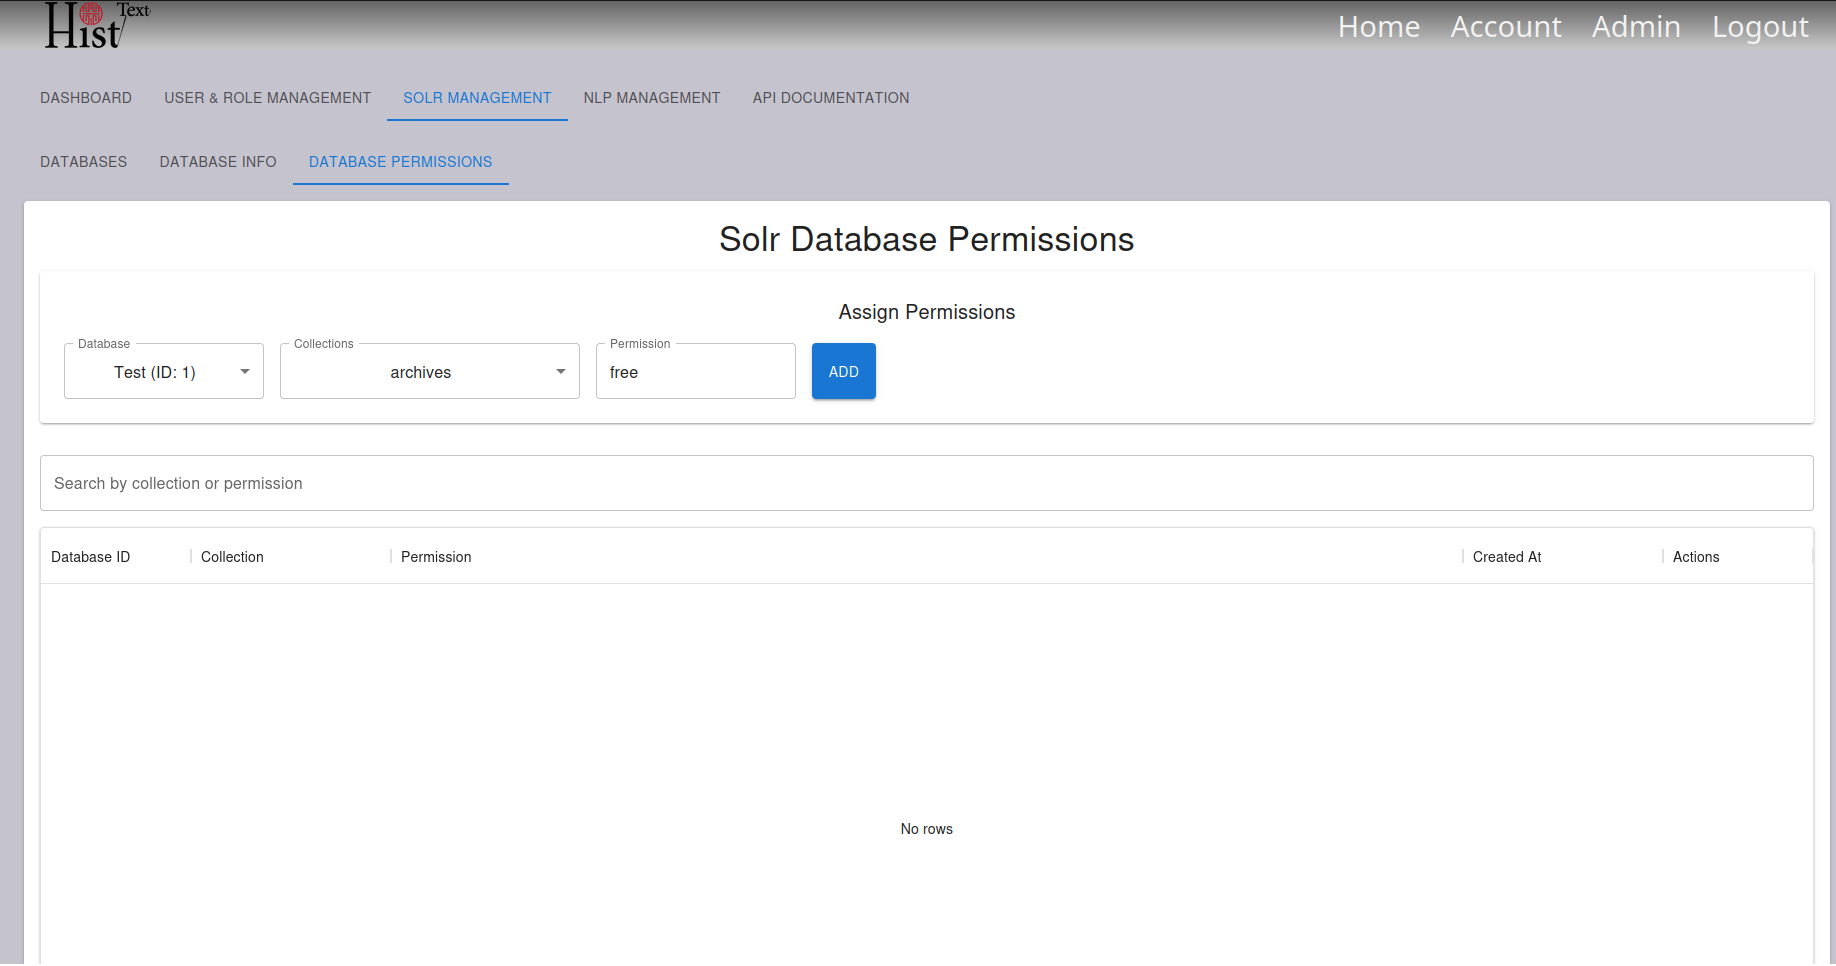 Hist Text
Home Account Admin Logout
DASHBOARD USER & ROLE MANAGEMENT SOLR MANAGEMENT NLP MANAGEMENT API DOCUMENTATION
DATABASES DATABASE INFO DATABASE PERMISSIONS
Solr Database Permissions
Assign Permissions
Database Collections Permission
Test (ID: 1) archives free ADD
Search by collection or permission
Database ID Collection Permission Created At Actions
No rows